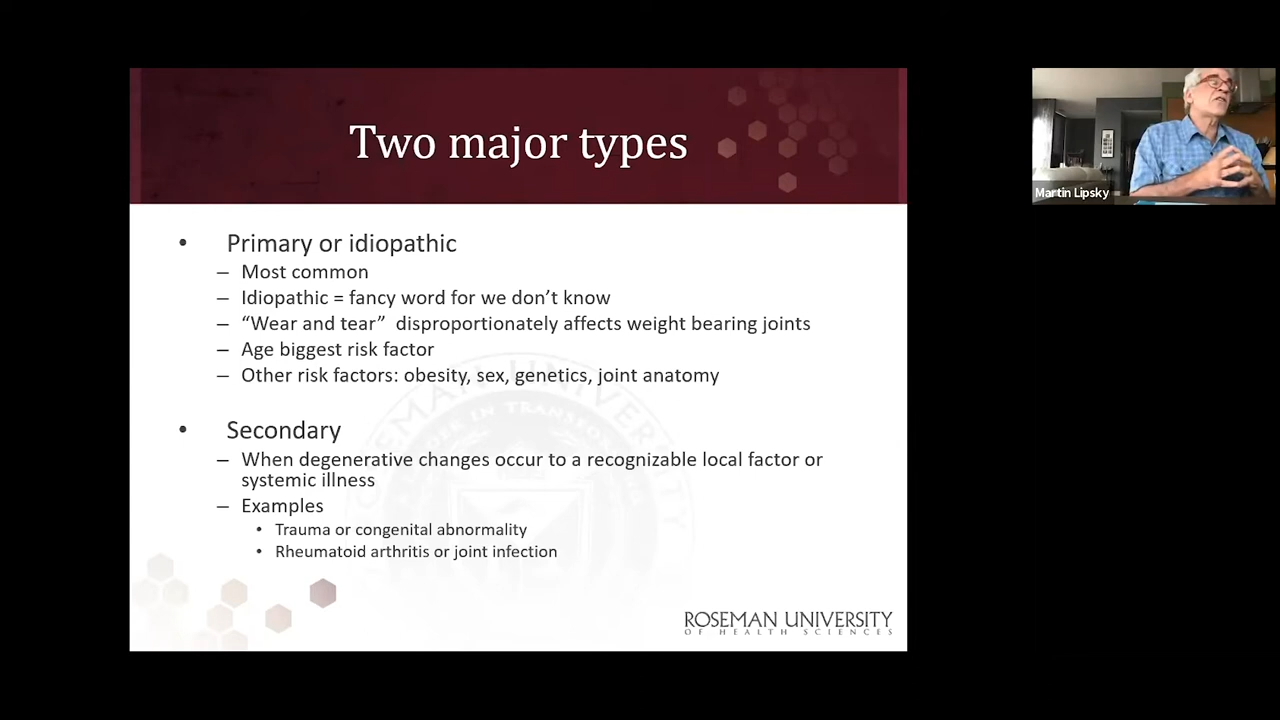 Two major types
• Primary or idiopathic
– Most common
– Idiopathic = fancy word for we don’t know
– “Wear and tear” disproportionately affects weight bearing joints
– Age biggest risk factor
– Other risk factors: obesity, sex, genetics, joint anatomy
• Secondary
– When degenerative changes occur to a recognizable local factor or
systemic illness
– Examples
• Trauma or congenital abnormality
• Rheumatoid arthritis or joint infection
ROSEMAN UNIVERSITY
OF HEALTH SCIENCES
Martin Lipsky